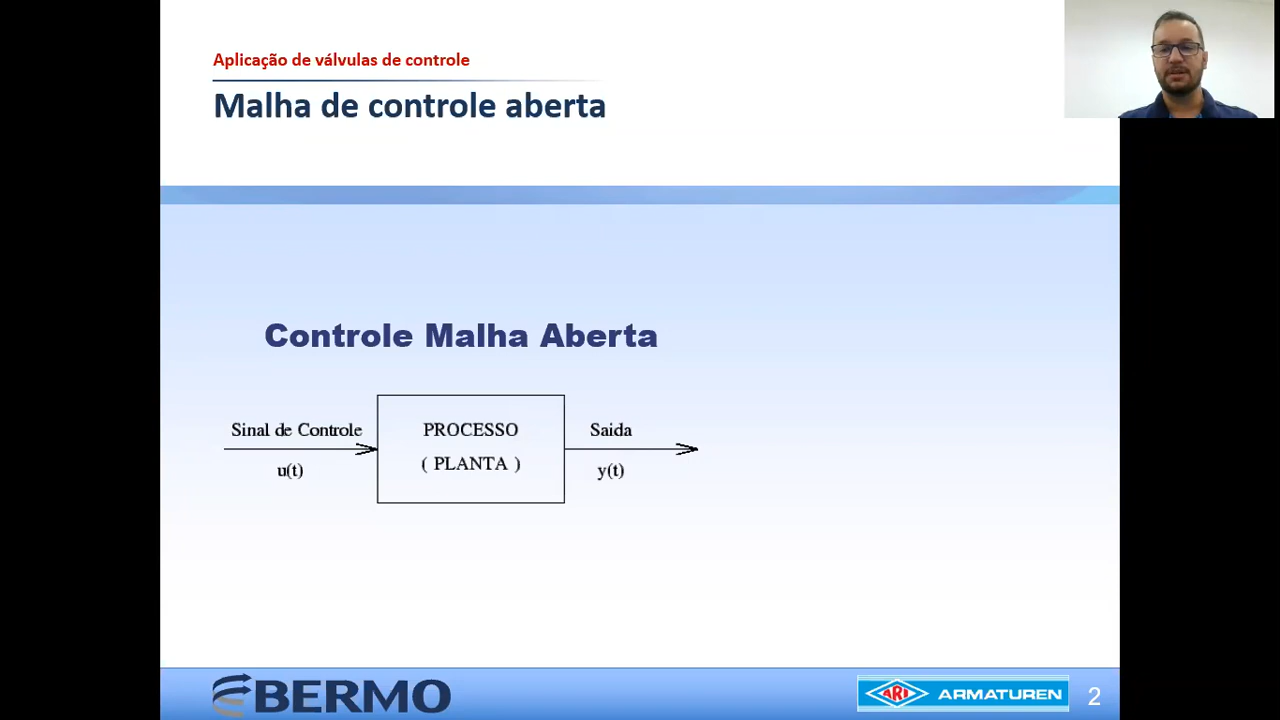 Aplicação de válvulas de controle
Malha de controle aberta
Controle Malha Aberta
Sinal de Controle
u(t)
PROCESSO
( PLANTA )
Saida
y(t)
BERMO
ARI ARMATUREN
2